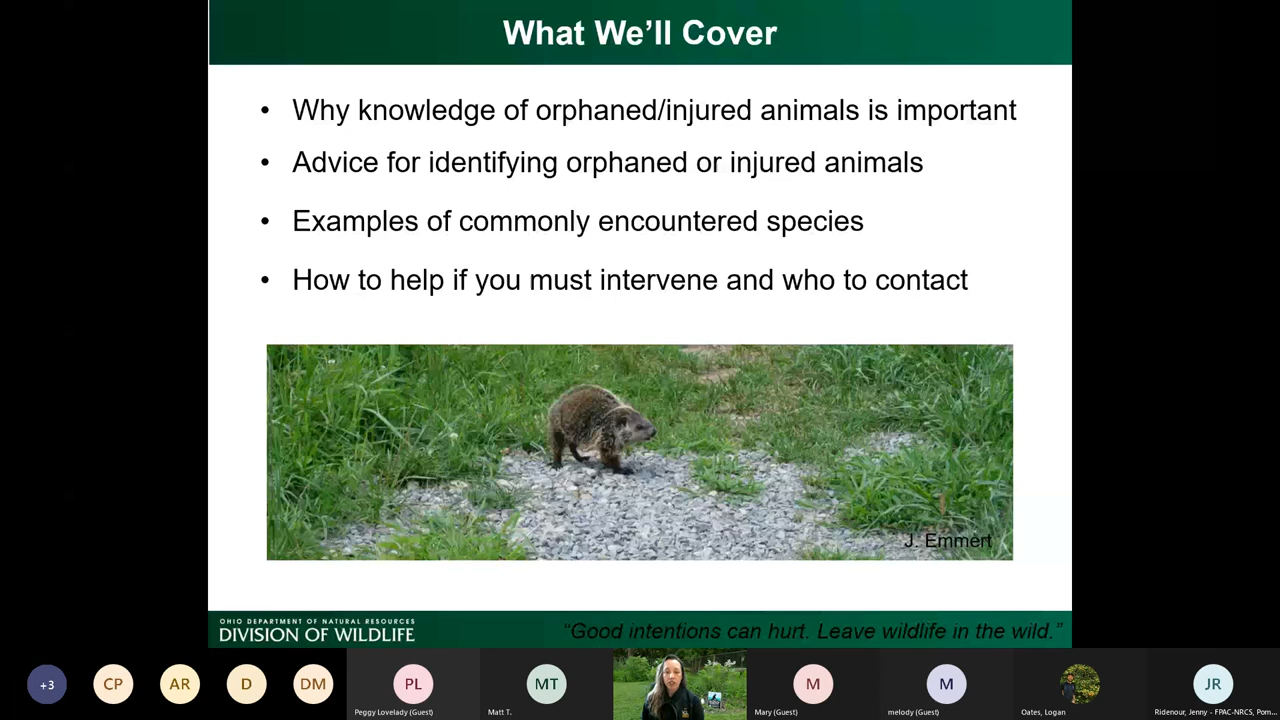 What We'll Cover
• Why knowledge of orphaned/injured animals is important
• Advice for identifying orphaned or injured animals
• Examples of commonly encountered species
• How to help if you must intervene and who to contact
J. Emmert
OHIO DEPARTMENT OF NATURAL RESOURCES
DIVISION OF WILDLIFE
“Good intentions can hurt. Leave wildlife in the wild.”
+3
CP
AR
D
DM
PL
MT
M
M
JR
Peggy Lovelady (Guest)
Matt T.
Mary (Guest)
melody (Guest)
Oates, Logan
Ridenour, Jenny - FPAC-NRCS, Pom...